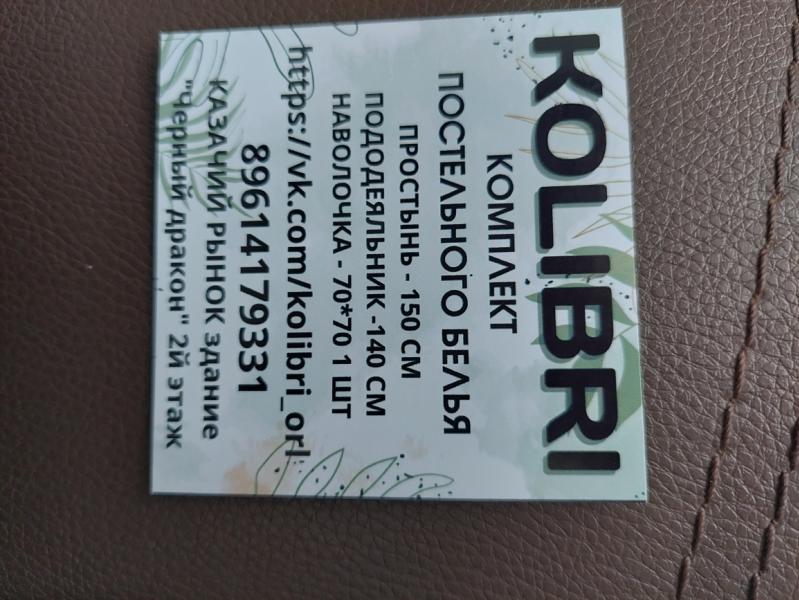 KOLIBRI
КОМПЛЕКТ
ПОСТЕЛЬНОГО БЕЛЬЯ
ПРОСТЫНЬ - 150 СМ
ПОДОДЕЯЛЬНИК -140 СМ
НАВОЛОЧКА - 70*70 1 ШТ
https://vk.com/kolibri_orl
89614179331
КАЗАЧИЙ РЫНОК здание
"Черный дракон" 2й этаж